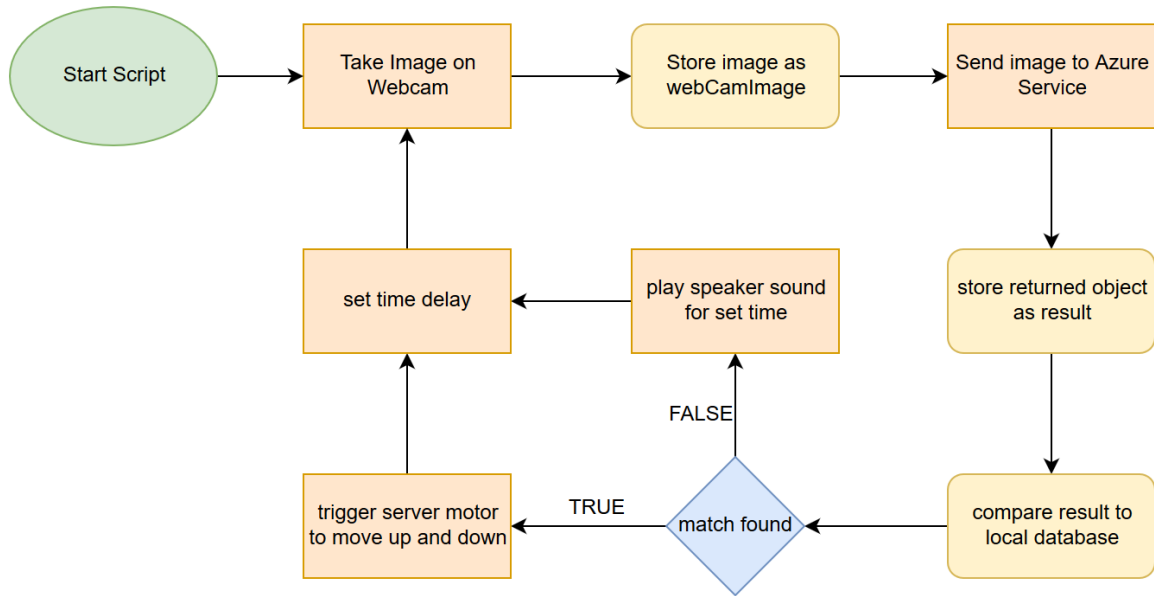 Start Script
Take Image on
Webcam
Store image as
webCamImage
Send image to Azure
Service
set time delay
play speaker sound
for set time
store returned object
as result
FALSE
TRUE
trigger server motor
to move up and down
match found
compare result to
local database